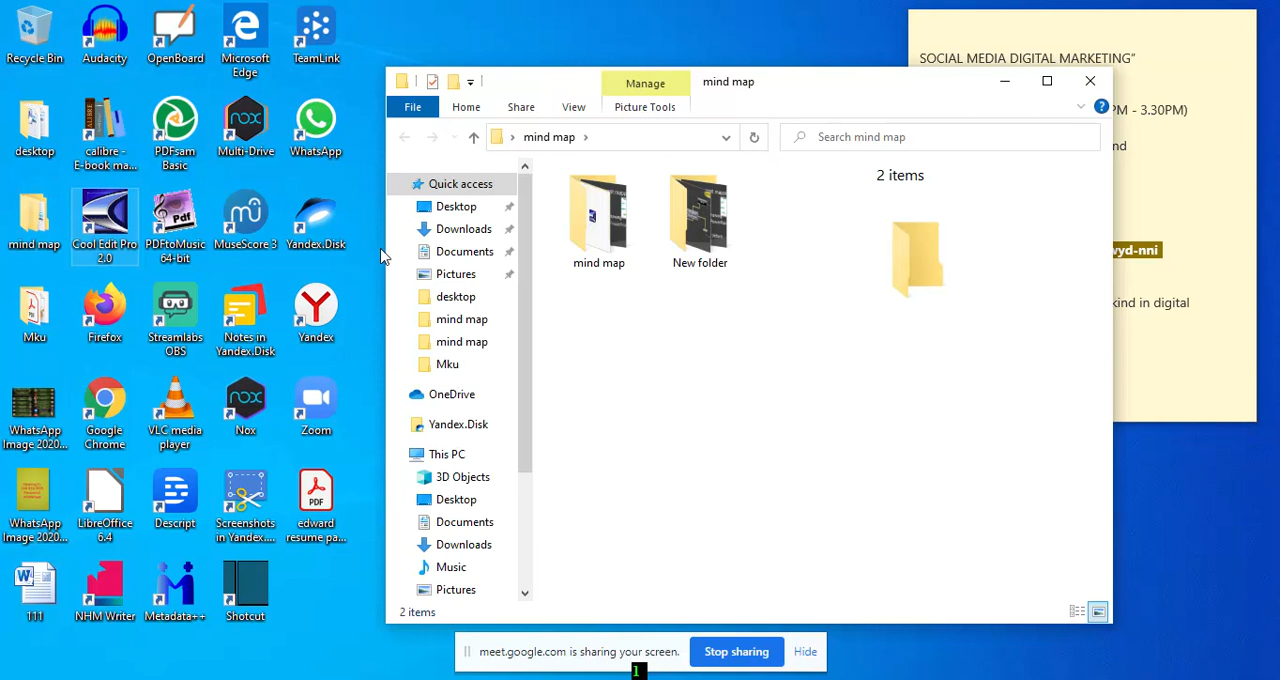 Recycle Bin
Audacity
OpenBoard
Microsoft
Edge
TeamLink
desktop
calibre -
E-book ma...
PDFsam
Basic
Multi-Drive
WhatsApp
mind map
Cool Edit Pro
2.0
PDFtoMusic
64-bit
MuseScore 3
Yandex.Disk
Mku
Firefox
Streamlabs
OBS
Notes in
Yandex.Disk
Yandex
WhatsApp
Image 2020...
Google
Chrome
VLC media
player
Nox
Zoom
WhatsApp
Image 2020...
LibreOffice
6.4
Descript
Screenshots
in Yandex....
edward
resume pa...
111
NHM Writer
Metadata++
Shotcut
Manage
mind map
File
Home
Share
View
Picture Tools
mind map
Search mind map
Quick access
Desktop
Downloads
Documents
Pictures
desktop
mind map
mind map
Mku
OneDrive
Yandex.Disk
This PC
3D Objects
Desktop
Documents
Downloads
Music
Pictures
mind map
New folder
2 items
2 items
SOCIAL MEDIA DIGITAL MARKETING"
PM - 3.30PM)
nd
vyd-nni
kind in digital
meet.google.com is sharing your screen.
Stop sharing
Hide
1